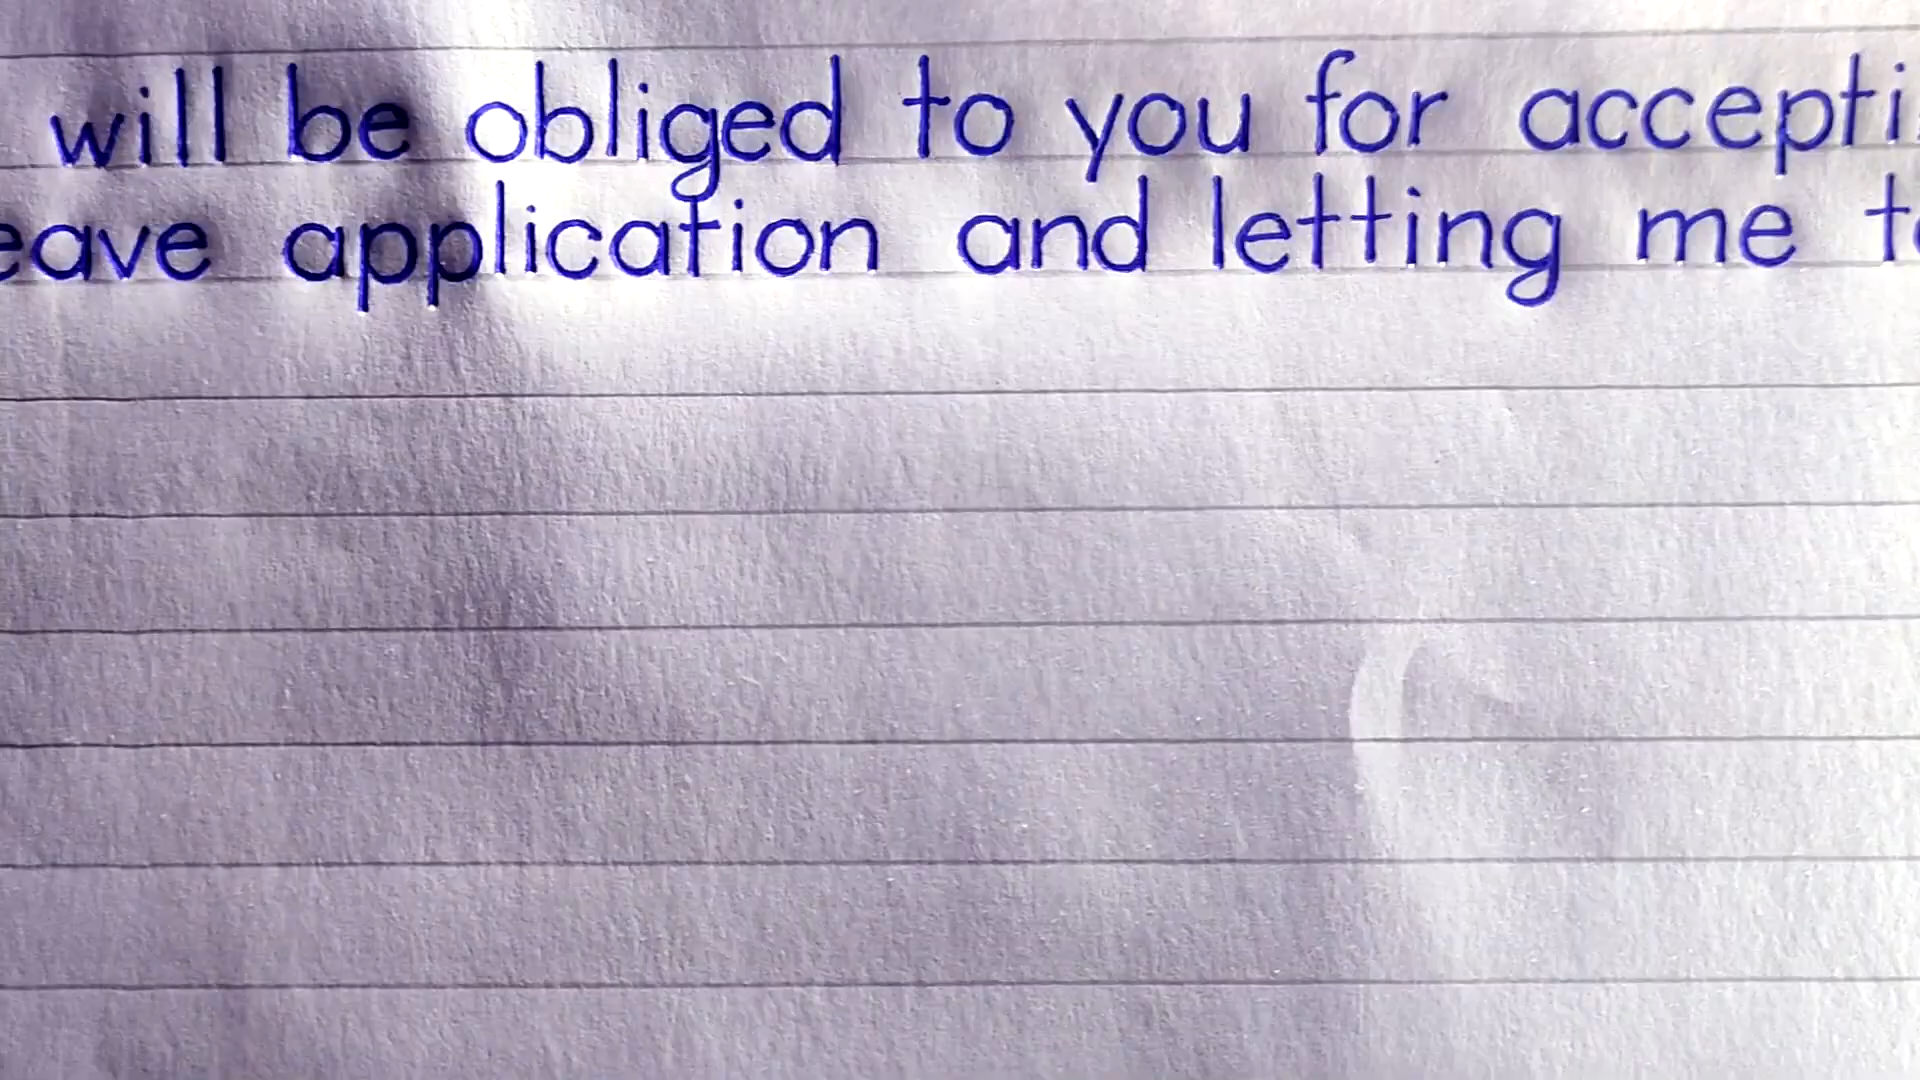 will be obliged to you for accepti
eave application and letting me t